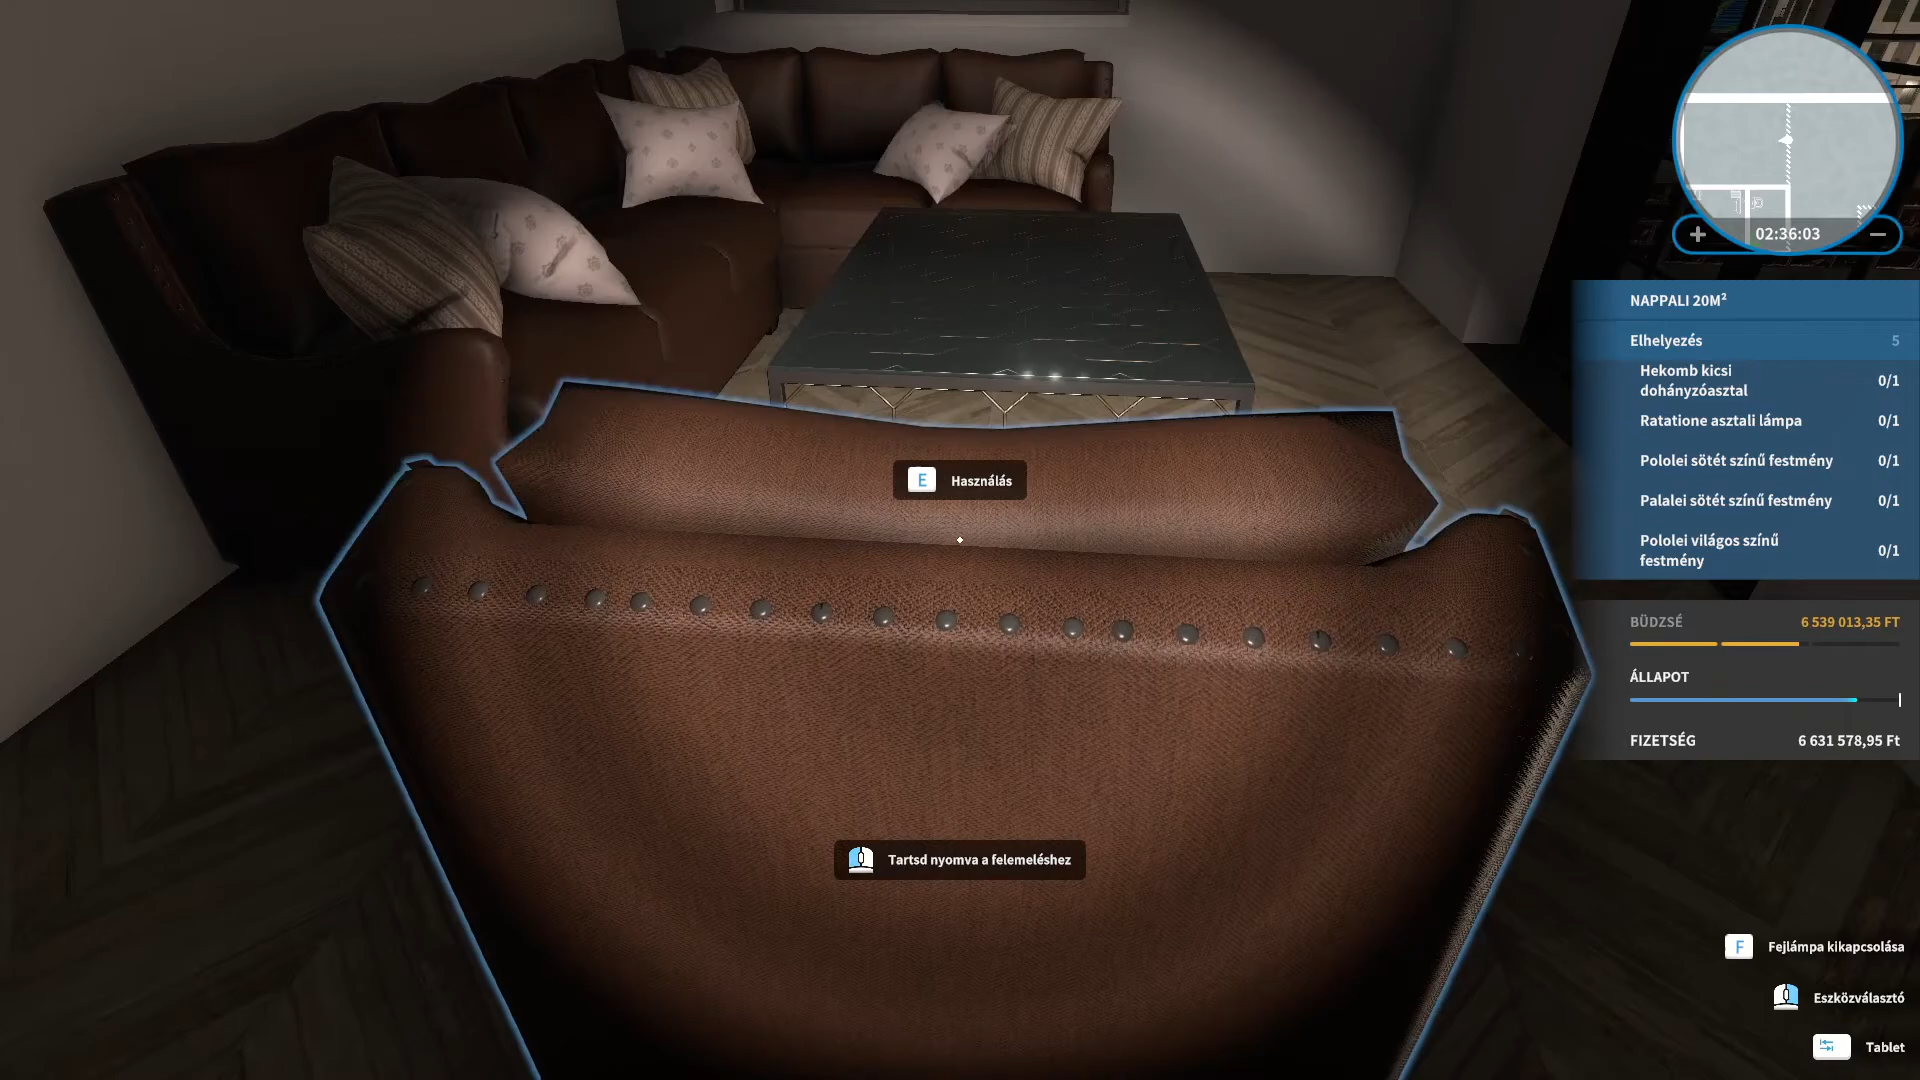 02:36:03
NAPPALI 20M²
Elhelyezés 5
Hekomb kicsi
dohányzóasztal 0/1
Ratatione asztali lámpa 0/1
Pololei sötét színű festmény 0/1
Palalei sötét színű festmény 0/1
Pololei világos színű
festmény 0/1
BÜDZSÉ 6 539 013,35 FT
ÁLLAPOT
FIZETSÉG 6 631 578,95 Ft
E Használás
Tartsd nyomva a felemeléshez
F Fejlámpa kikapcsolása
Eszközválasztó
Tablet